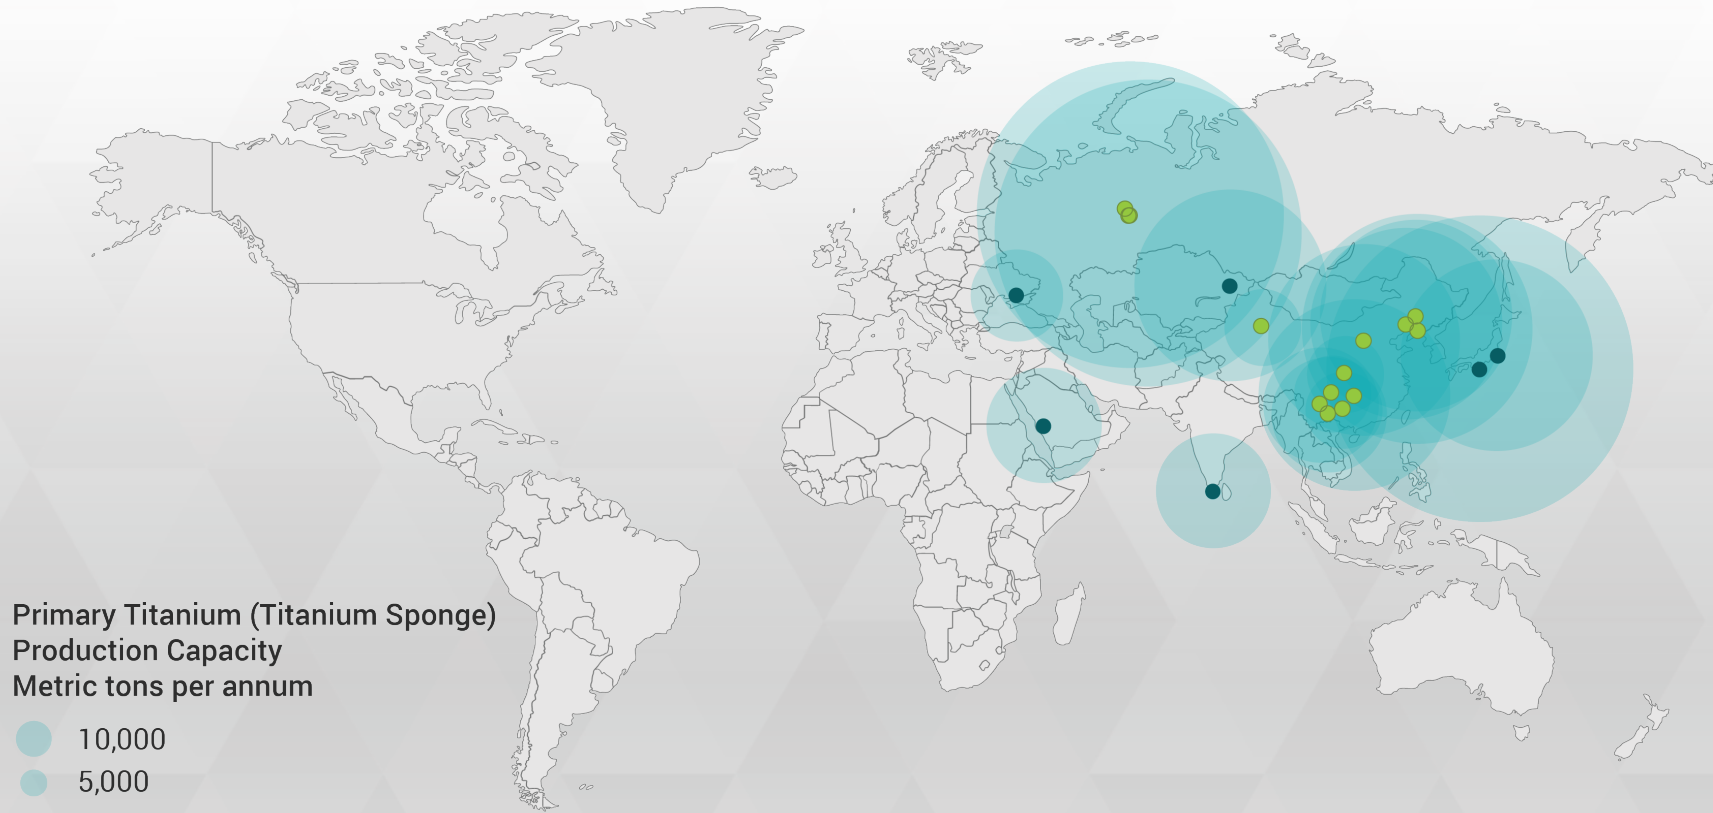 Primary Titanium (Titanium Sponge)
Production Capacity
Metric tons per annum
10,000
5,000